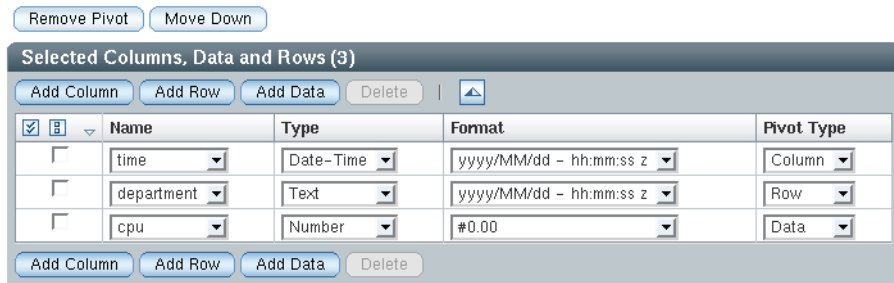 Remove Pivot Move Down
Selected Columns, Data and Rows (3)
Add Column Add Row Add Data Delete |
Name Type Format Pivot Type
time Date-Time yyyy/MM/dd - hh:mm:ss z Column
department Text yyyy/MM/dd - hh:mm:ss z Row
cpu Number #0.00 Data
Add Column Add Row Add Data Delete